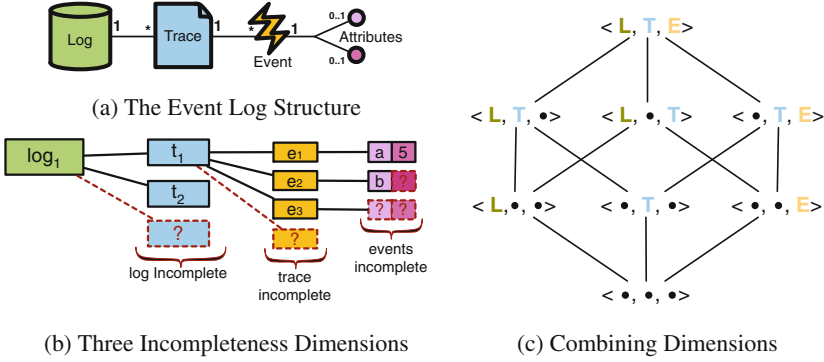 Log 1 * Trace 1 * Event 1 0..1 Attributes 0..1
(a) The Event Log Structure
log1 t1 e1 a 5
e2 b ?
t2 e3 ? ?
? ?
log Incomplete
trace incomplete
events incomplete
(b) Three Incompleteness Dimensions
< L, T, E>
< L, T, •> < L, •, T> < •, T, E>
< L, •, •> < •, T, •> < •, •, E>
< •, •, •>
(c) Combining Dimensions